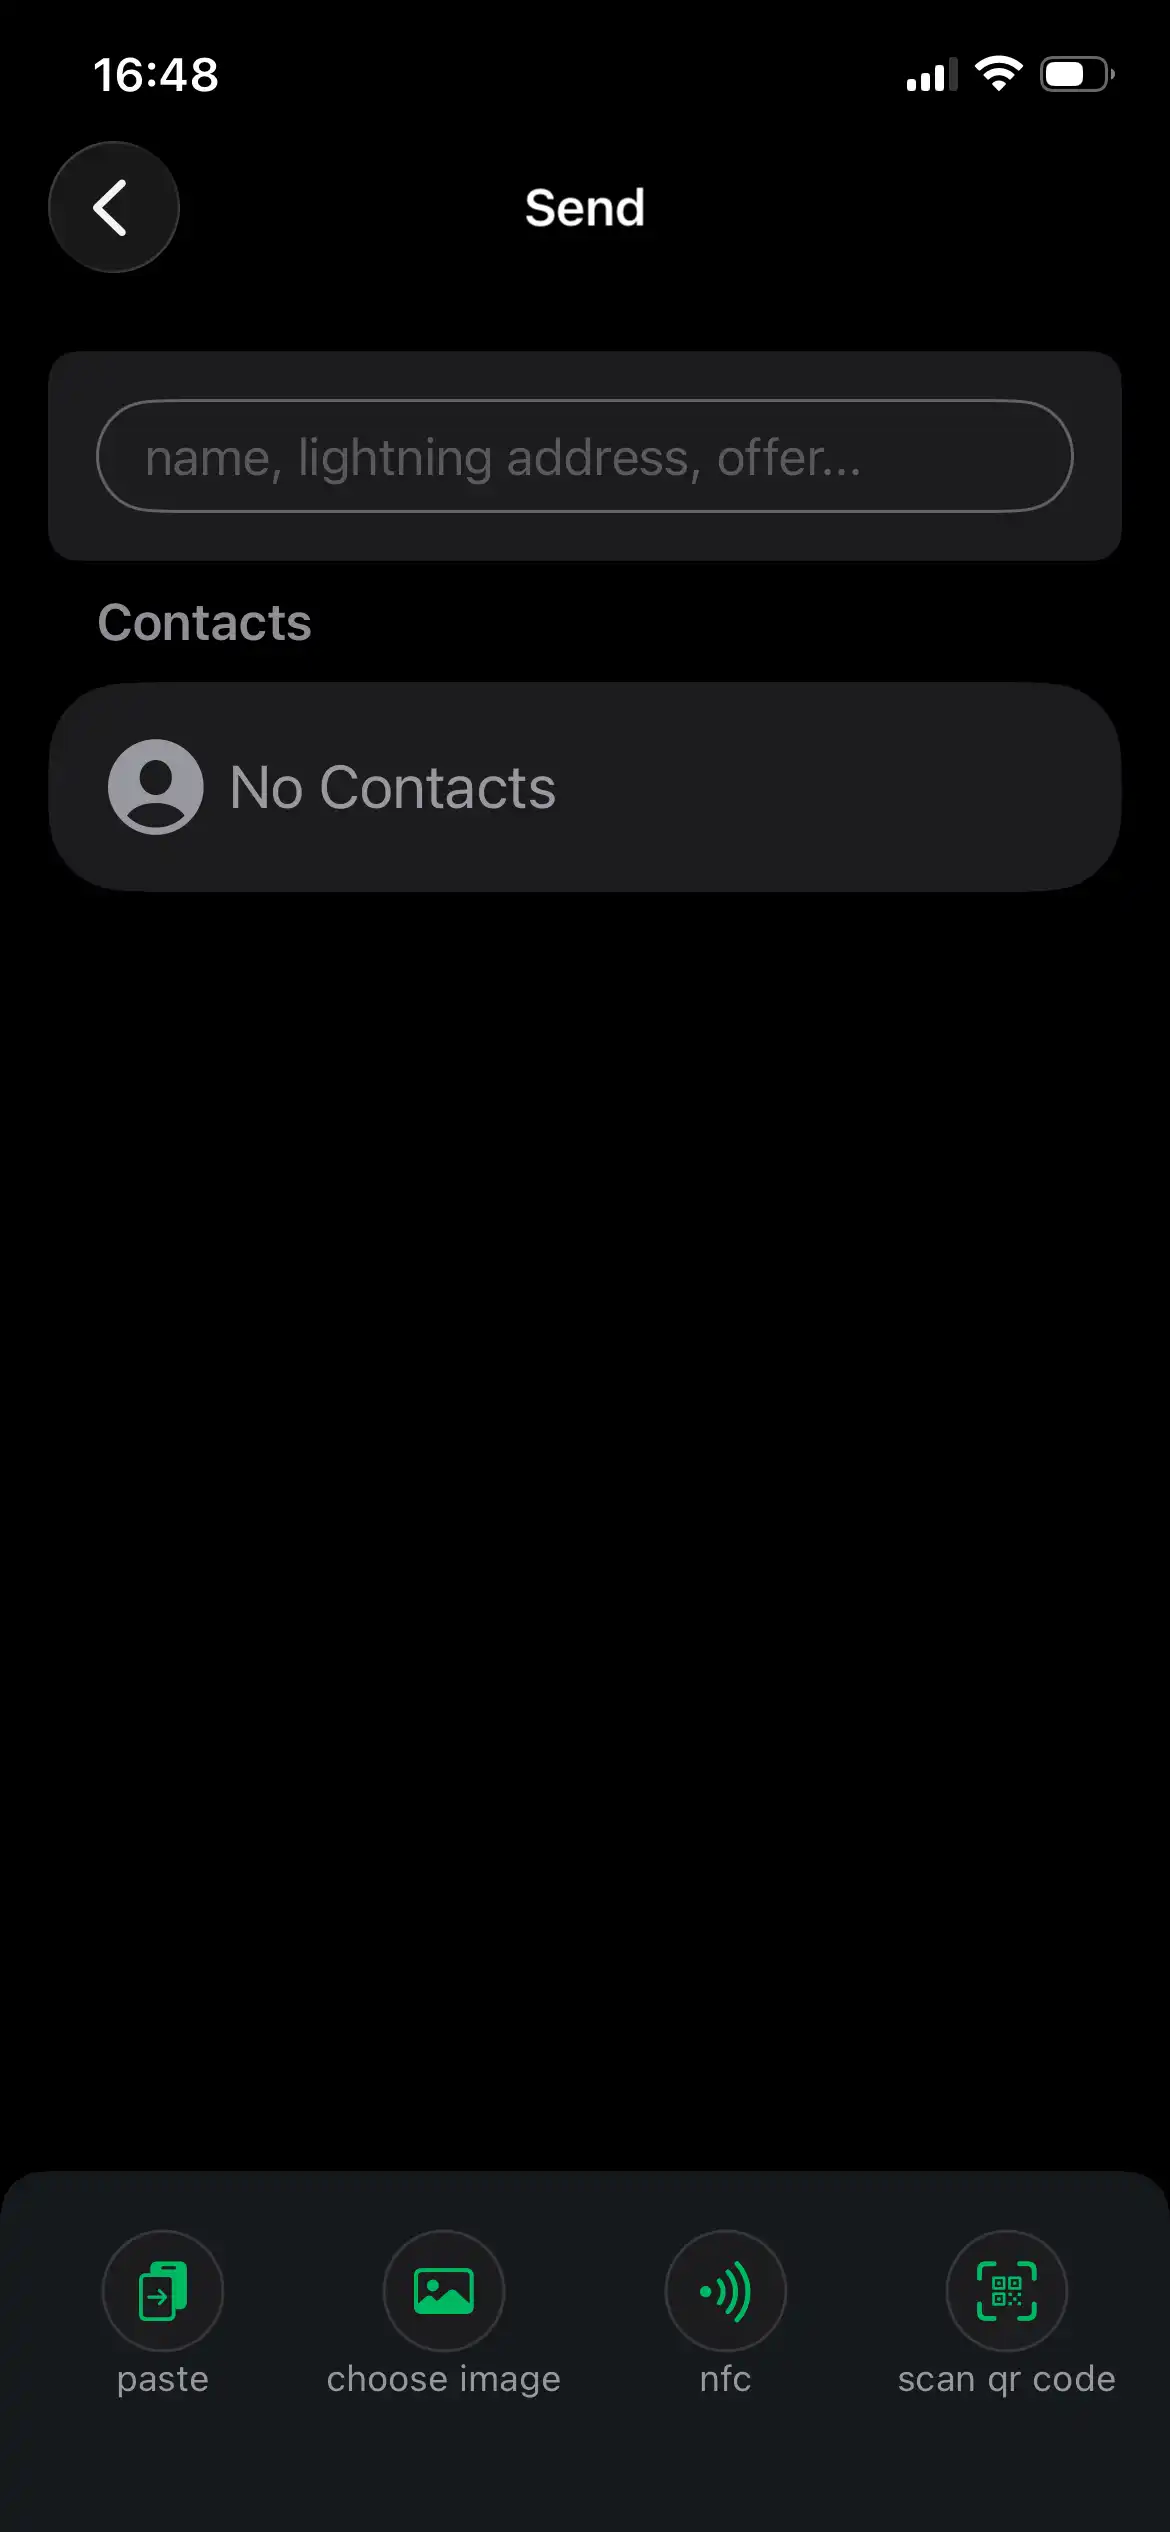 16:48
Send
name, lightning address, offer...
Contacts
No Contacts
paste
choose image
nfc
scan qr code